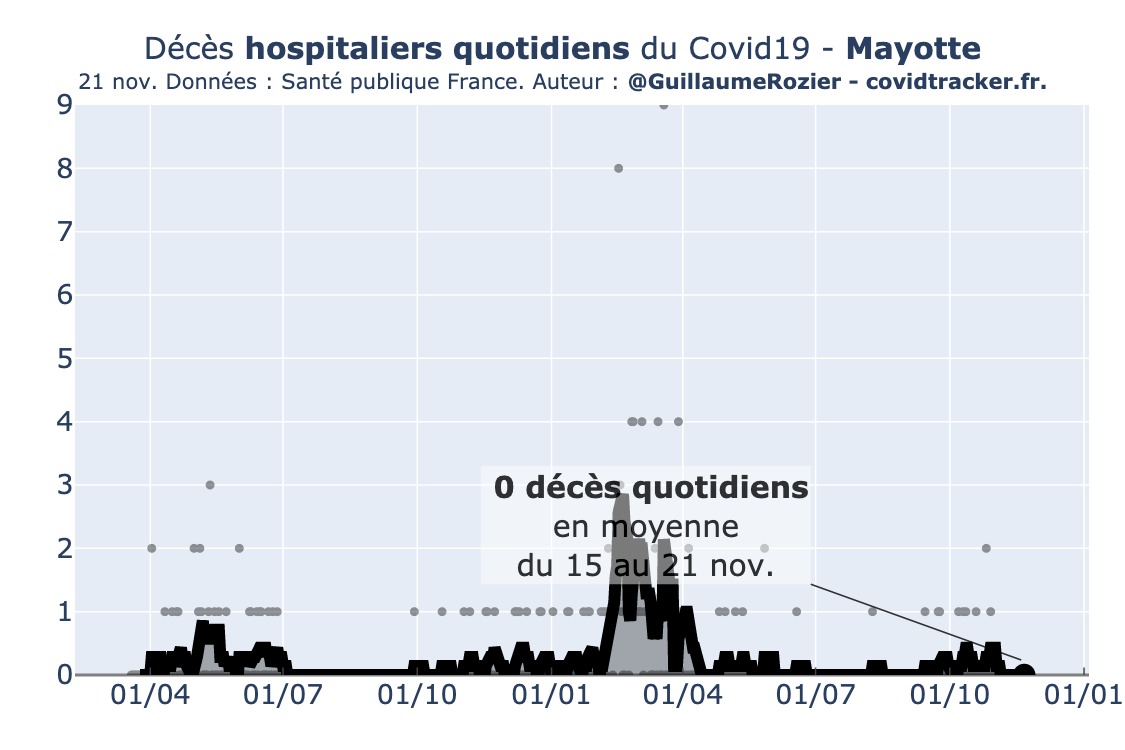 Décès hospitaliers quotidiens du Covid19 - Mayotte
21 nov. Données : Santé publique France. Auteur : @GuillaumeRozier - covidtracker.fr.
9
8
7
6
5
4
3
2
1
0
0 décès quotidiens
en moyenne
du 15 au 21 nov.
01/04 01/07 01/10 01/01 01/04 01/07 01/10 01/01